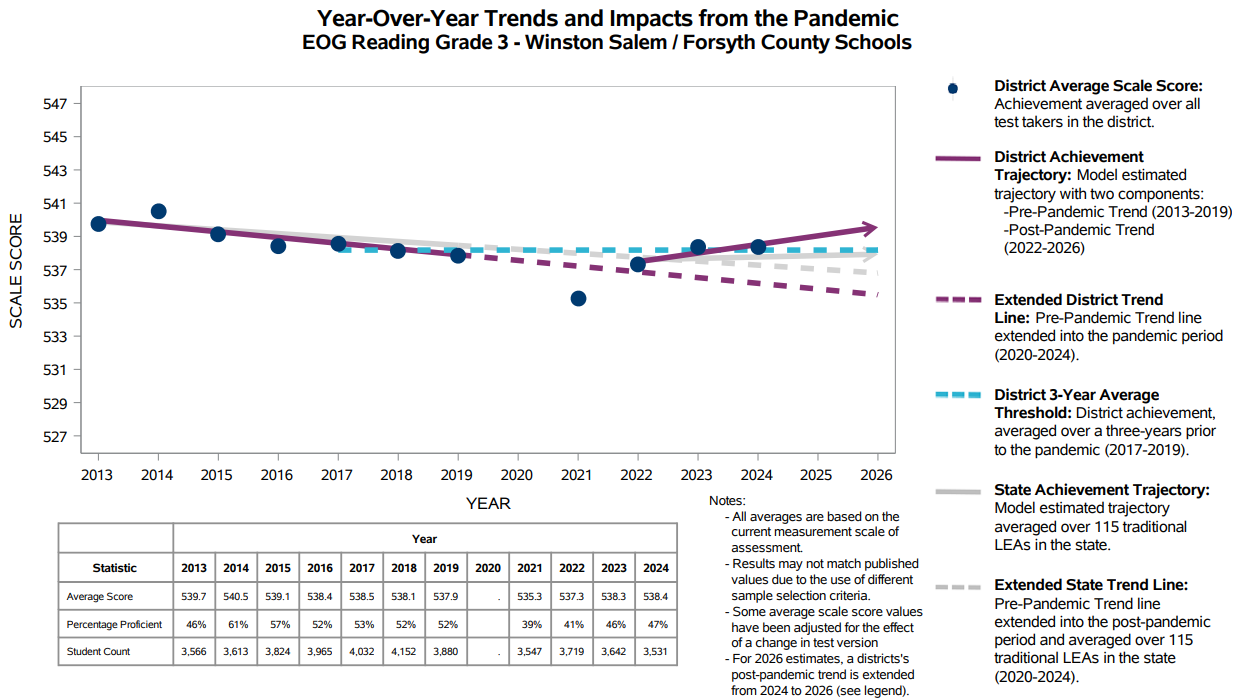 Year-Over-Year Trends and Impacts from the Pandemic
EOG Reading Grade 3 - Winston Salem / Forsyth County Schools
SCALE SCORE
547
545
543
541
539
537
535
533
531
529
527
2013 2014 2015 2016 2017 2018 2019 2020 2021 2022 2023 2024 2025 2026
YEAR
District Average Scale Score:
Achievement averaged over all
test takers in the district.
District Achievement
Trajectory: Model estimated
trajectory with two components:
-Pre-Pandemic Trend (2013-2019)
-Post-Pandemic Trend
(2022-2026)
Extended District Trend
Line: Pre-Pandemic Trend line
extended into the pandemic period
(2020-2024).
District 3-Year Average
Threshold: District achievement,
averaged over a three-years prior
to the pandemic (2017-2019).
State Achievement Trajectory:
Model estimated trajectory
averaged over 115 traditional
LEAs in the state.
Extended State Trend Line:
Pre-Pandemic Trend line
extended into the post-pandemic
period and averaged over 115
traditional LEAs in the state
(2020-2024).
Year
Statistic 2013 2014 2015 2016 2017 2018 2019 2020 2021 2022 2023 2024
Average Score 539.7 540.5 539.1 538.4 538.5 538.1 537.9 . 535.3 537.3 538.3 538.4
Percentage Proficient 46% 61% 57% 52% 53% 52% 52% 39% 41% 46% 47%
Student Count 3,566 3,613 3,824 3,965 4,032 4,152 3,880 . 3,547 3,719 3,642 3,531
Notes:
- All averages are based on the
current measurement scale of
assessment.
- Results may not match published
values due to the use of different
sample selection criteria.
- Some average scale score values
have been adjusted for the effect
of a change in test version
- For 2026 estimates, a districts's
post-pandemic trend is extended
from 2024 to 2026 (see legend).